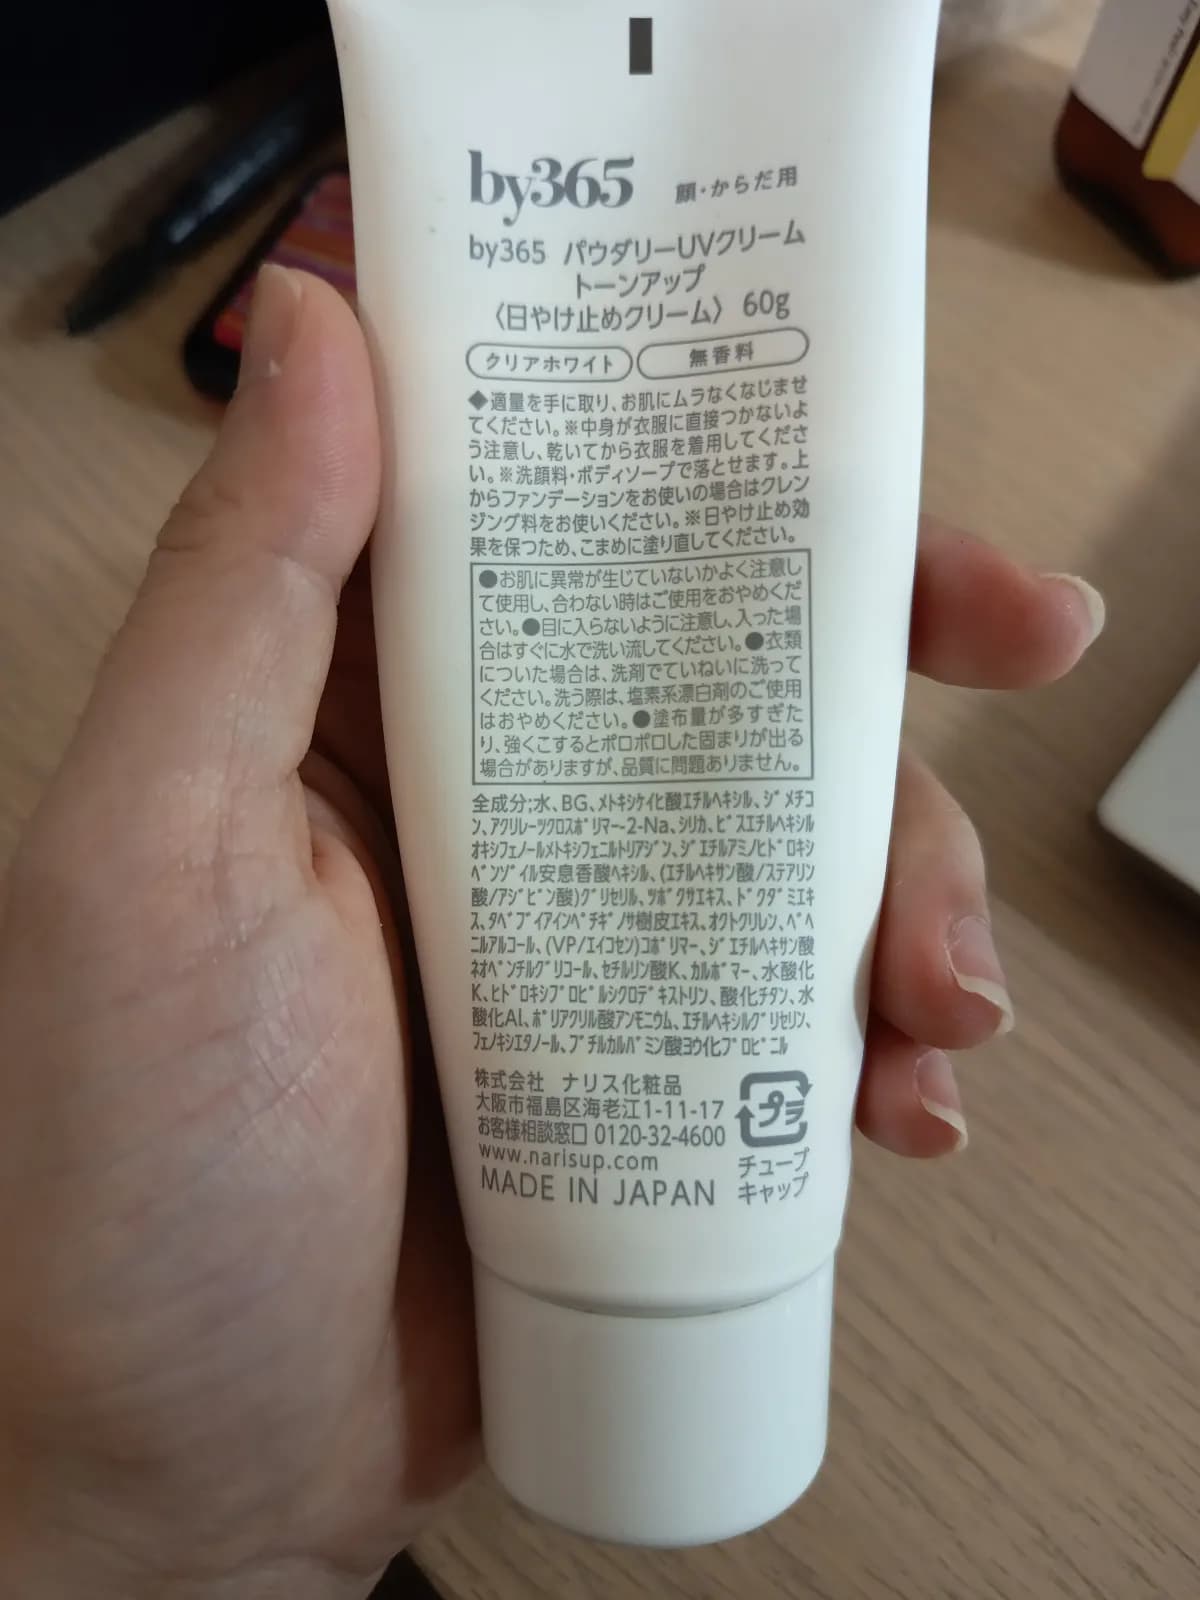 by365 顔・からだ用
by365 パウダリーUVクリーム
トーンアップ
〈日やけ止めクリーム〉 60g
クリアホワイト 無香料
◆適量を手に取り、お肌にムラなくなじませ
てください。※中身が衣服に直接つかないよ
う注意し、乾いてから衣服を着用してくださ
い。※洗顔料・ボディソープで落とせます。上
からファンデーションをお使いの場合はクレン
ジング料をお使いください。※日やけ止め効
果を保つため、こまめに塗り直してください。
●お肌に異常が生じていないかよく注意し
て使用し、合わない時はご使用をおやめくだ
さい。●目に入らないように注意し、入った場
合はすぐに水で洗い流してください。●衣類
についた場合は、洗剤でていねいに洗って
ください。洗う際は、塩素系漂白剤のご使用
はおやめください。●塗布量が多すぎた
り、強くこするとポロポロした固まりが出る
場合がありますが、品質に問題ありません。
全成分:水、BG、ﾒﾄｷｼｹｲﾋ酸ｴﾁﾙﾍｷｼﾙ、ｼﾞﾒﾁｺ
ﾝ、ｱｸﾘﾚｰﾂｸﾛｽﾎﾟﾘﾏｰ-2-Na、ｼﾘｶ、ﾋﾞｽｴﾁﾙﾍｷｼﾙ
ｵｷｼﾌｪﾉｰﾙﾒﾄｷｼﾌｪﾆﾙﾄﾘｱｼﾞﾝ、ｼﾞｴﾁﾙｱﾐﾉﾋﾄﾞﾛｷｼ
ﾍﾞﾝｿﾞｲﾙ安息香酸ﾍｷｼﾙ、(ｴﾁﾙﾍｷｻﾝ酸/ｽﾃｱﾘﾝ
酸/ｱｼﾞﾋﾟﾝ酸)ｸﾞﾘｾﾘﾙ、ﾂﾎﾞｸｻｴｷｽ、ﾄﾞｸﾀﾞﾐｴｷ
ｽ、ﾀﾍﾞﾌﾞｲｱｲﾝﾍﾟﾁｷﾞﾉｻ樹皮ｴｷｽ、ｵｸﾄｸﾘﾚﾝ、ﾍﾞﾍ
ﾆﾙｱﾙｺｰﾙ、(VP/ｴｲｺｾﾝ)ｺﾎﾟﾘﾏｰ、ｼﾞｴﾁﾙﾍｷｻﾝ酸
ﾈｵﾍﾟﾝﾁﾙｸﾞﾘｺｰﾙ、ｾﾁﾙﾘﾝ酸K、ｶﾙﾎﾞﾏｰ、水酸化
K、ﾋﾄﾞﾛｷｼﾌﾟﾛﾋﾟﾙｼｸﾛﾃﾞｷｽﾄﾘﾝ、酸化ﾁﾀﾝ、水
酸化Al、ﾎﾟﾘｱｸﾘﾙ酸ｱﾝﾓﾆｳﾑ、ｴﾁﾙﾍｷｼﾙｸﾞﾘｾﾘﾝ、
ﾌｪﾉｷｼｴﾀﾉｰﾙ、ﾌﾞﾁﾙｶﾙﾊﾞﾐﾝ酸ﾖｳ化ﾌﾟﾛﾋﾟﾆﾙ
株式会社 ナリス化粧品
大阪市福島区海老江1-11-17
お客様相談窓口 0120-32-4600
www.narisup.com
MADE IN JAPAN
プラ
チューブ
キャップ